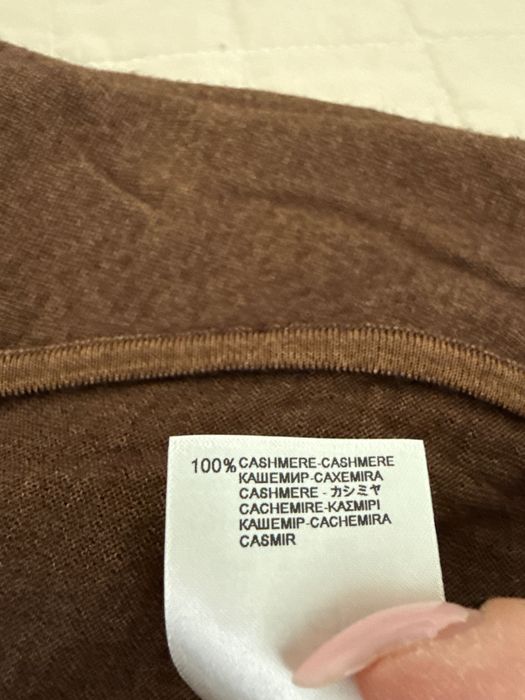 100% CASHMERE-CASHMERE
КАШЕМИР-CAXEMIRA
CASHMERE - カシミヤ
CACHEMIRE-ΚΑΣΜΙΡΙ
КАШЕМІР-CACHEMIRA
CASMIR